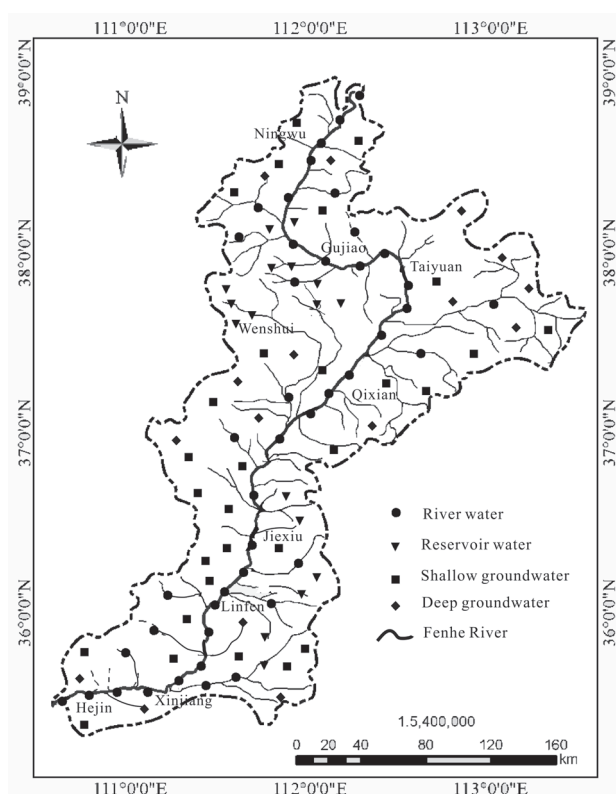 111°0'0"E 112°0'0"E 113°0'0"E
39°0'0"N 39°0'0"N
N
Ningwu
38°0'0"N 38°0'0"N
Gujiao
Taiyuan
Wenshui
Qixian
37°0'0"N 37°0'0"N
River water
Reservoir water
Jiexiu
Shallow groundwater
Deep groundwater
Linfen
36°0'0"N 36°0'0"N
Fenhe River
Hejin
Xinjiang
1:5,400,000
0 20 40 80 120 160
km
111°0'0"E 112°0'0"E 113°0'0"E